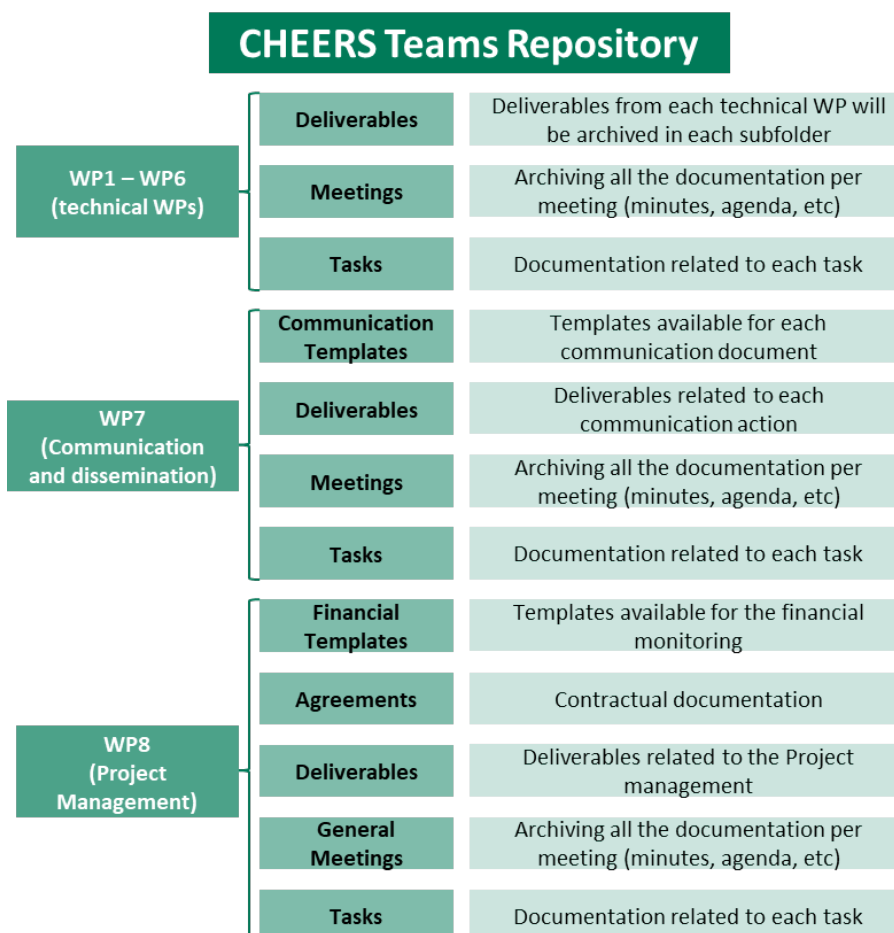 CHEERS Teams Repository
WP1 – WP6
(technical WPs)
Deliverables
Deliverables from each technical WP will
be archived in each subfolder
Meetings
Archiving all the documentation per
meeting (minutes, agenda, etc)
Tasks
Documentation related to each task
WP7
(Communication
and dissemination)
Communication
Templates
Templates available for each
communication document
Deliverables
Deliverables related to each
communication action
Meetings
Archiving all the documentation per
meeting (minutes, agenda, etc)
Tasks
Documentation related to each task
WP8
(Project
Management)
Financial
Templates
Templates available for the financial
monitoring
Agreements
Contractual documentation
Deliverables
Deliverables related to the Project
management
General
Meetings
Archiving all the documentation per
meeting (minutes, agenda, etc)
Tasks
Documentation related to each task